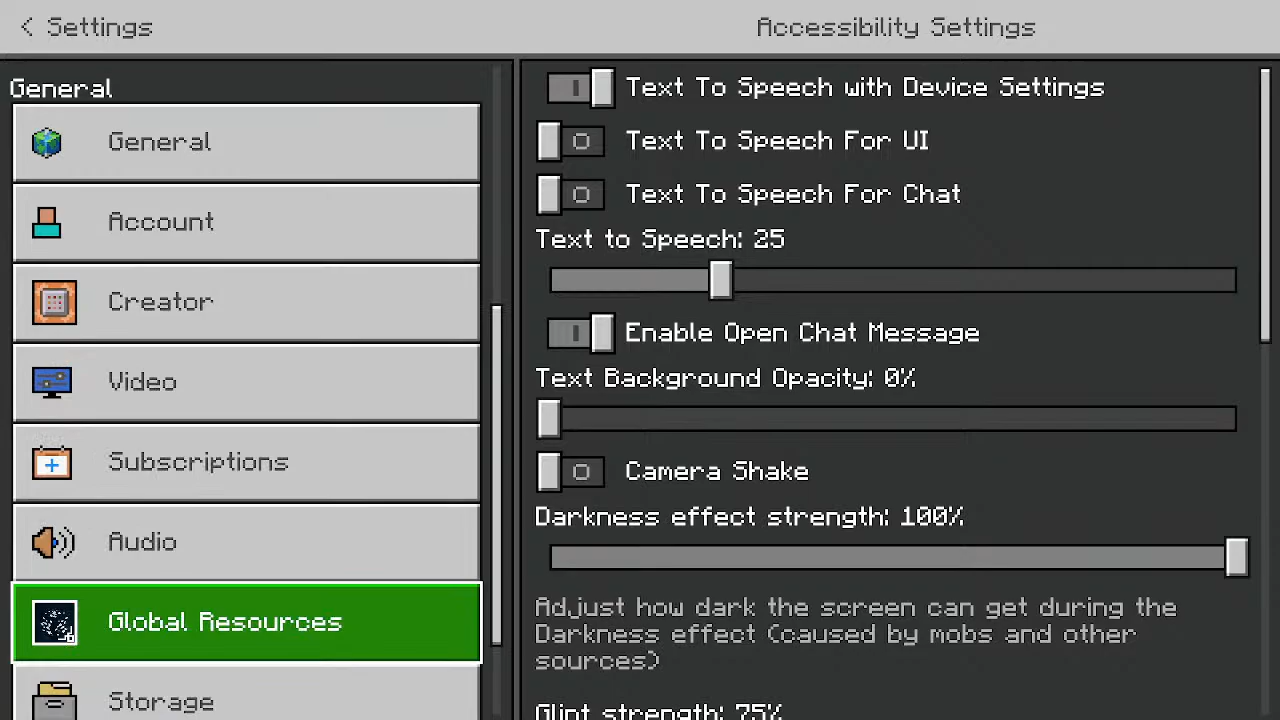 Settings
Accessibility Settings
General
General
Account
Creator
Video
Subscriptions
Audio
Global Resources
Storage
Text To Speech with Device Settings
Text To Speech For UI
Text To Speech For Chat
Text to Speech: 25
Enable Open Chat Message
Text Background Opacity: 0%
Camera Shake
Darkness effect strength: 100%
Adjust how dark the screen can get during the
Darkness effect (caused by mobs and other
sources)
Glint strength: 75%